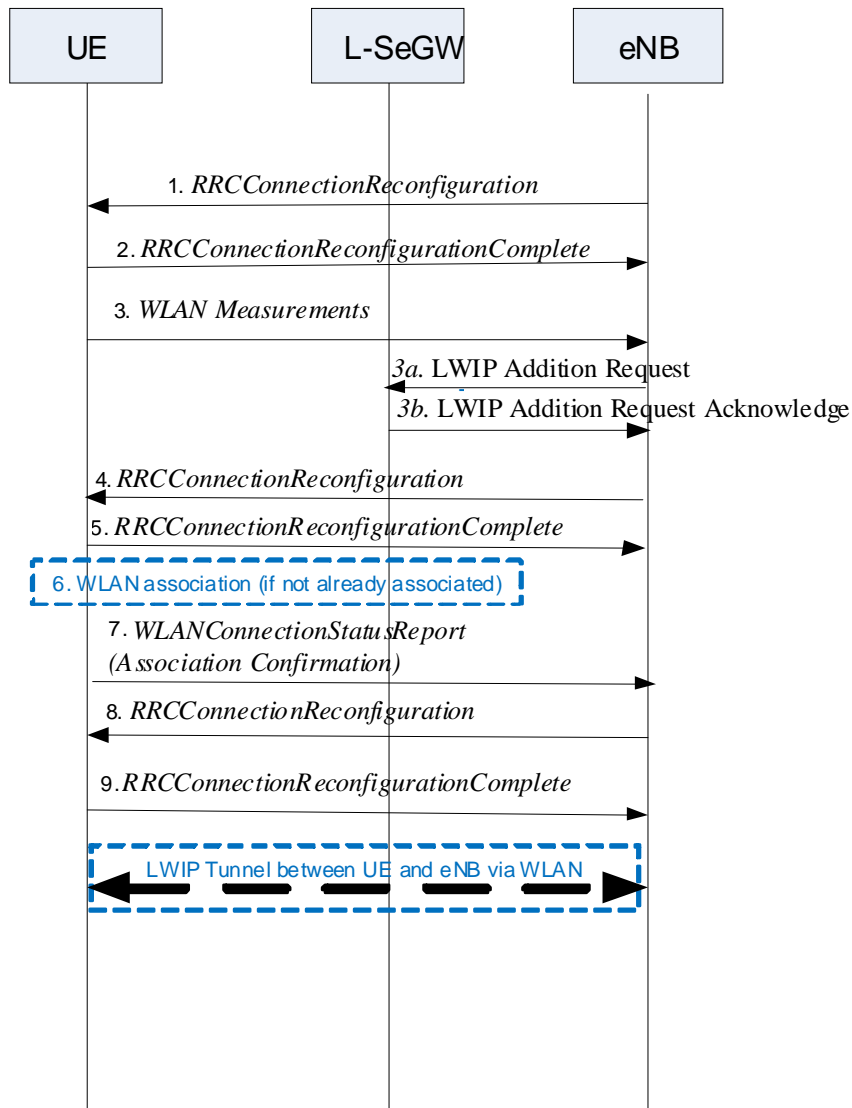 UE
L-SeGW
eNB
1. RRCConnectionReconfiguration
2. RRCConnectionReconfigurationComplete
3. WLAN Measurements
3a. LWIP Addition Request
3b. LWIP Addition Request Acknowledge
4. RRCConnectionReconfiguration
5. RRCConnectionReconfigurationComplete
6. WLAN association (if not already associated)
7. WLANConnectionStatusReport
(Association Confirmation)
8. RRCConnectionReconfiguration
9. RRCConnectionReconfigurationComplete
LWIP Tunnel between UE and eNB via WLAN